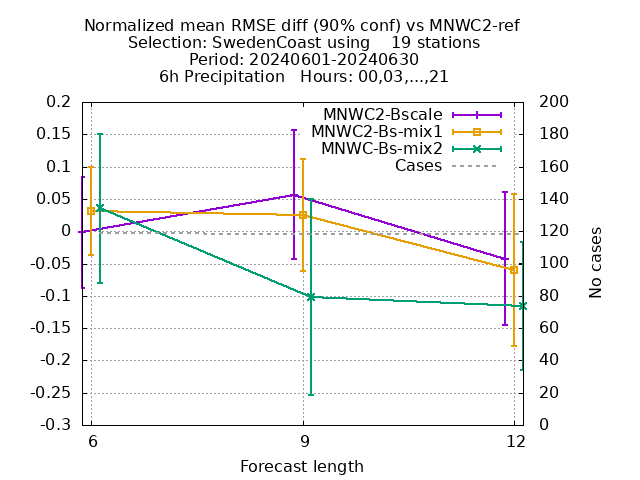 Normalized mean RMSE diff (90% conf) vs MNWC2-ref
Selection: SwedenCoast using    19 stations
Period: 20240601-20240630
6h Precipitation   Hours: 00,03,...,21
MNWC2-Bscale
MNWC2-Bs-mix1
MNWC-Bs-mix2
Cases
0.2
0.15
0.1
0.05
0
-0.05
-0.1
-0.15
-0.2
-0.25
-0.3
200
180
160
140
120
100
80
60
40
20
0
No cases
6
9
12
Forecast length